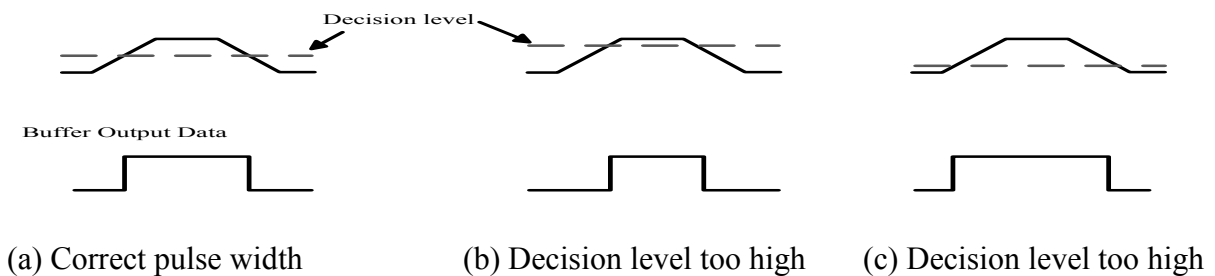 Decision level
Buffer Output Data
(a) Correct pulse width
(b) Decision level too high
(c) Decision level too high